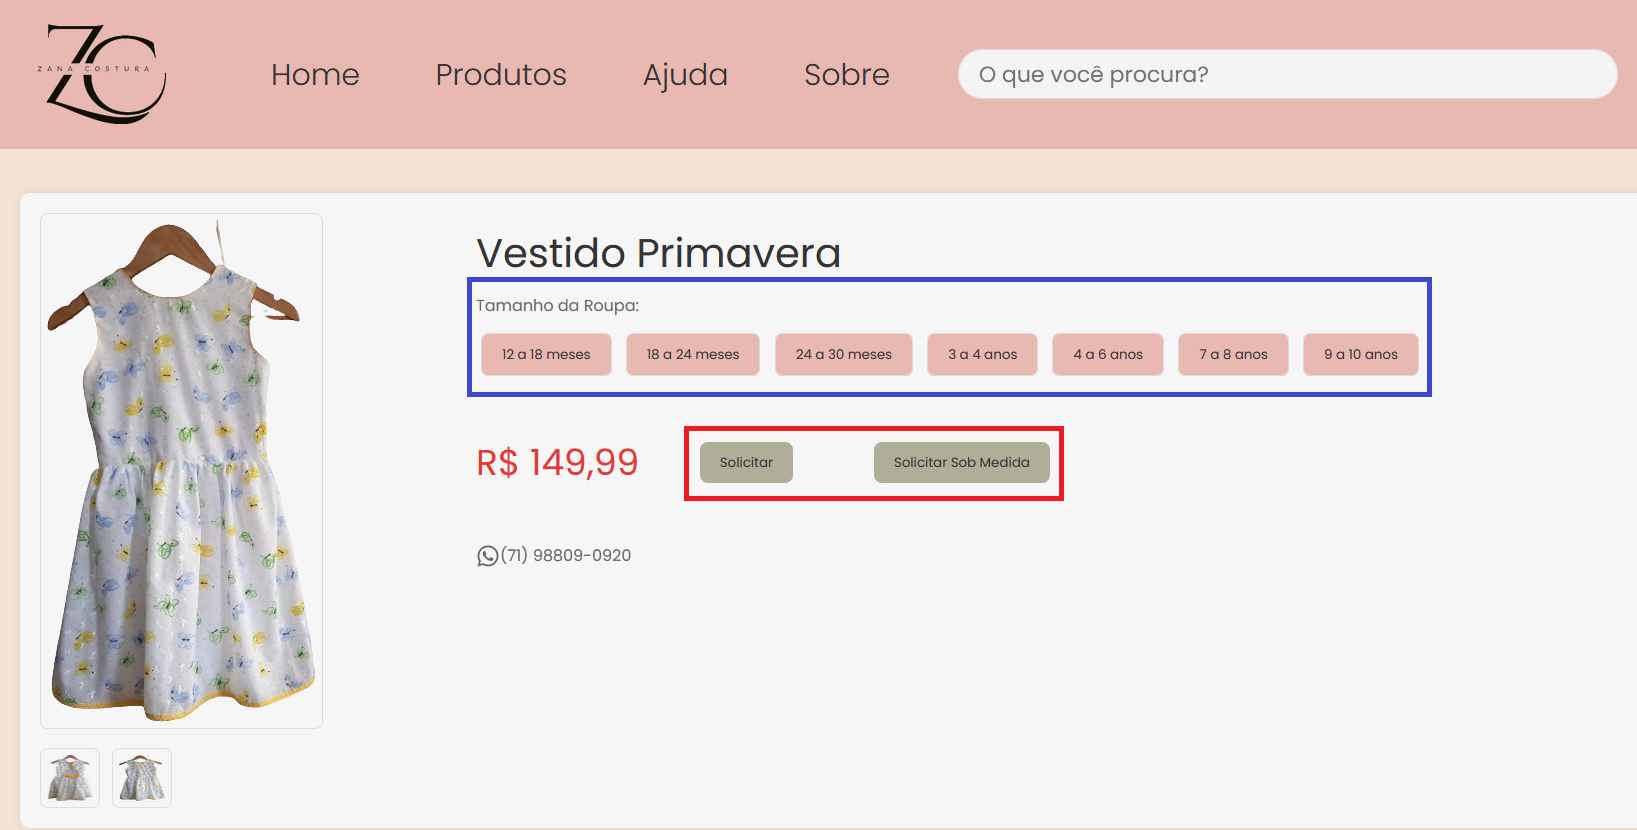 ZANA COSTURA
Home Produtos Ajuda Sobre O que você procura?
Vestido Primavera
Tamanho da Roupa:
12 a 18 meses 18 a 24 meses 24 a 30 meses 3 a 4 anos 4 a 6 anos 7 a 8 anos 9 a 10 anos
R$ 149,99 Solicitar Solicitar Sob Medida
(71) 98809-0920